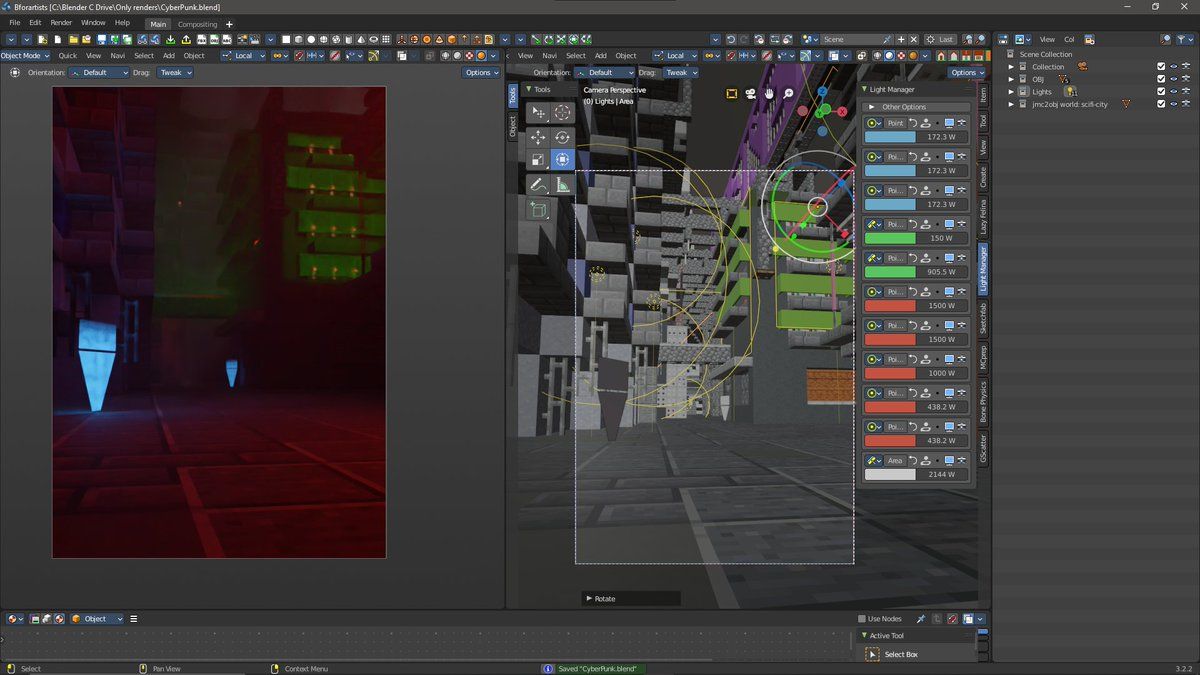 Bforartists [C:\Blender C Drive\Only renders\CyberPunk.blend]
File Edit Render Window Help Main Compositing +
Scene Last
Object Mode Quick View Navi Select Add Object Local
View Navi Select Add Object Local
View Col
Orientation: Default Drag: Tweak Options
Orientation: Default Drag: Tweak Options
Scene Collection
Collection
OBJ
Lights
jmc2obj world: scifi-city
Tools
Object
Tools
Camera Perspective
(0) Lights | Area
Light Manager
Other Options
Point
172.3 W
Poi...
172.3 W
Poi...
172.3 W
Poi...
150 W
Poi...
905.5 W
Poi...
1500 W
Poi...
1500 W
Poi...
1000 W
Poi...
438.2 W
Poi...
438.2 W
Area
2144 W
Item
Tool
View
Create
Lazy Felina
Light Manager
Sketchfab
MCprep
Bone Physics
GScatter
Rotate
Object
Use Nodes
Active Tool
Select Box
Select Pan View Context Menu Saved "CyberPunk.blend" 3.2.2